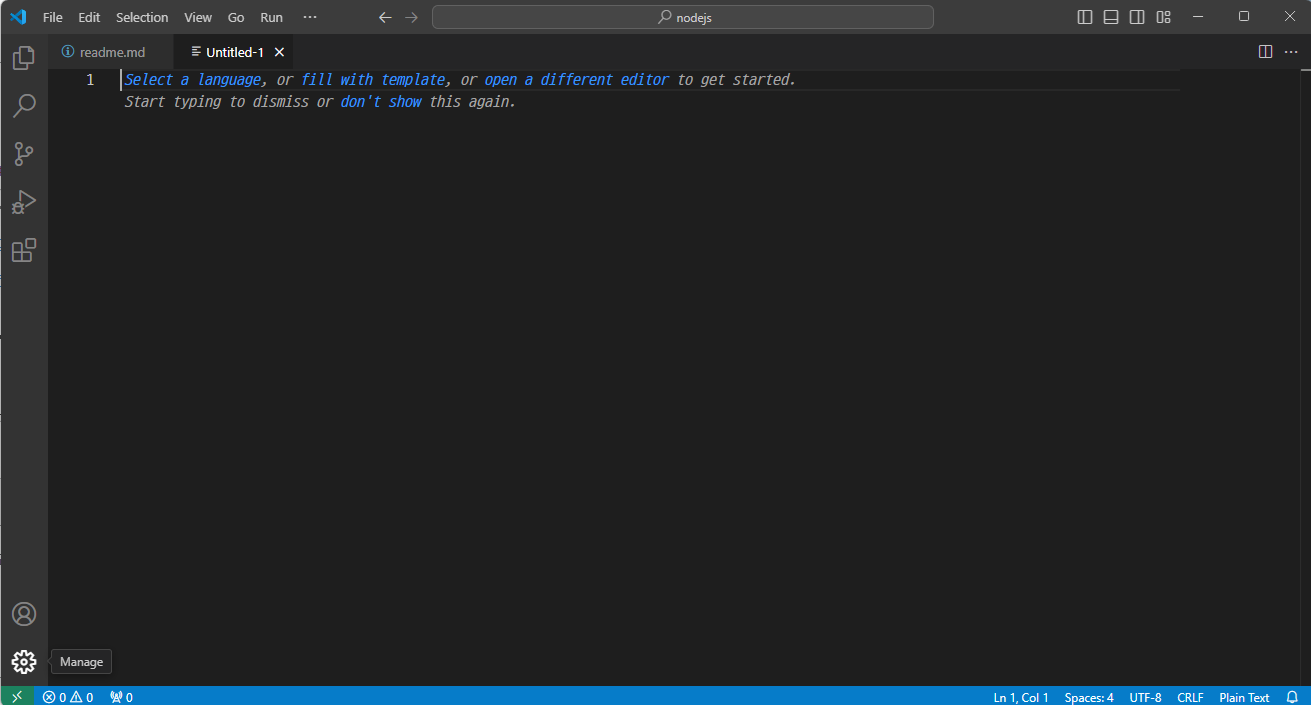 File Edit Selection View Go Run ···
nodejs
readme.md
Untitled-1
1 Select a language, or fill with template, or open a different editor to get started.
Start typing to dismiss or don't show this again.
Manage
0 0 0 Ln 1, Col 1 Spaces: 4 UTF-8 CRLF Plain Text